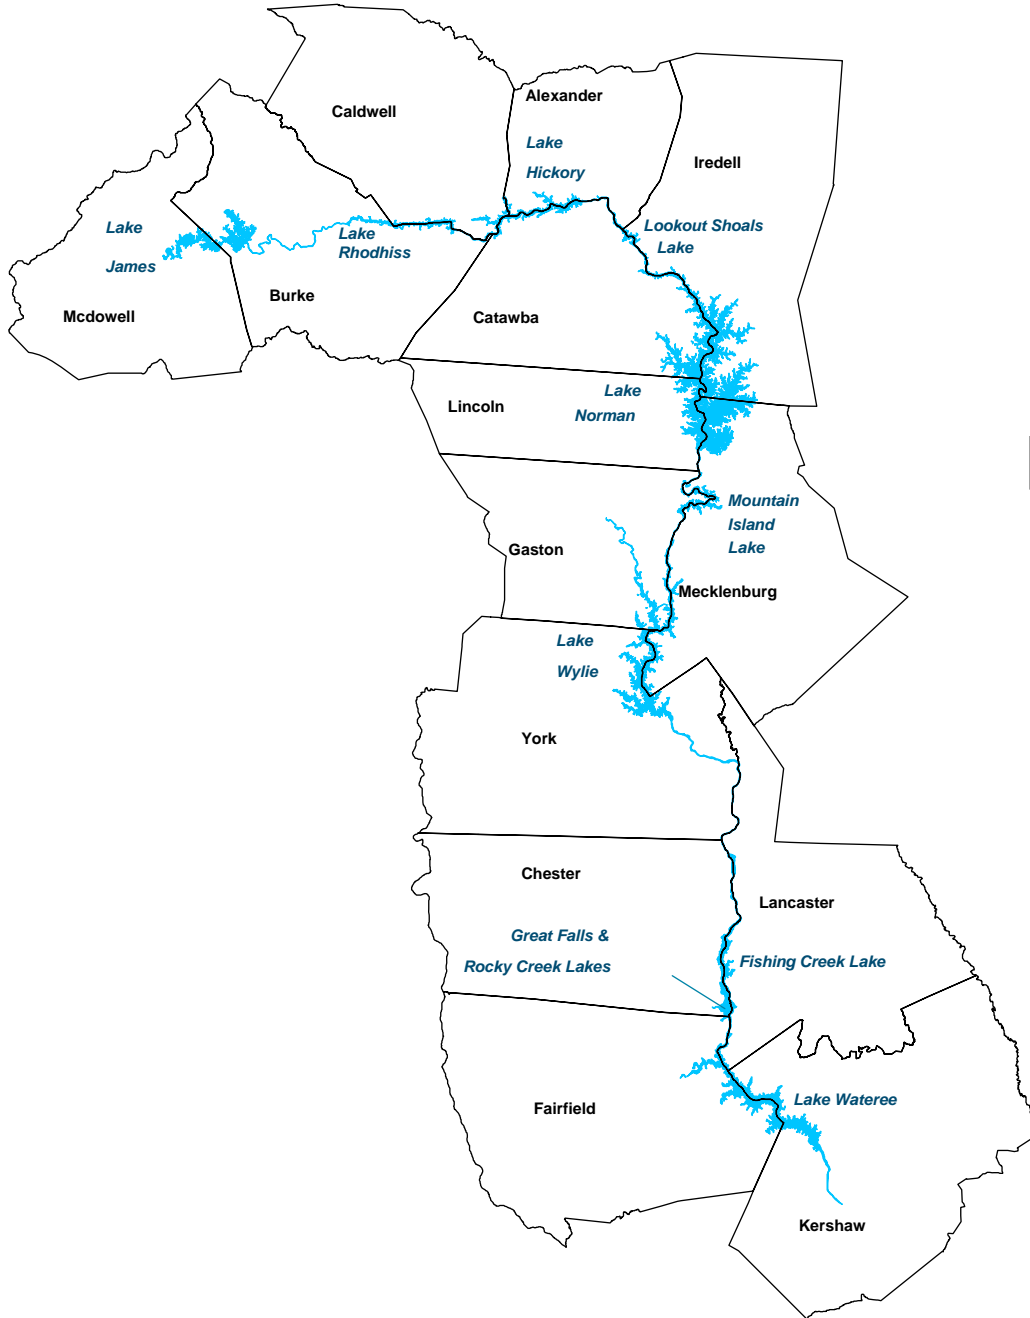 Caldwell
Alexander
Lake
Hickory
Iredell
Lake
James
Lake
Rhodhiss
Lookout Shoals
Lake
Mcdowell
Burke
Catawba
Lincoln
Lake
Norman
Mountain
Island
Lake
Gaston
Mecklenburg
Lake
Wylie
York
Chester
Lancaster
Great Falls &
Rocky Creek Lakes
Fishing Creek Lake
Fairfield
Lake Wateree
Kershaw